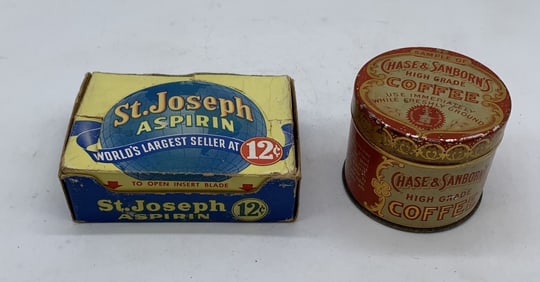 St.Joseph
ASPIRIN
WORLD'S LARGEST SELLER AT 12¢
TO OPEN INSERT BLADE
St.Joseph 12¢
ASPIRIN
SAMPLE OF
CHASE & SANBORN'S
HIGH GRADE
COFFEE
USE IMMEDIATELY
WHILE FRESHLY GROUND
CHASE & SANBORN'S
HIGH GRADE
COFFEE